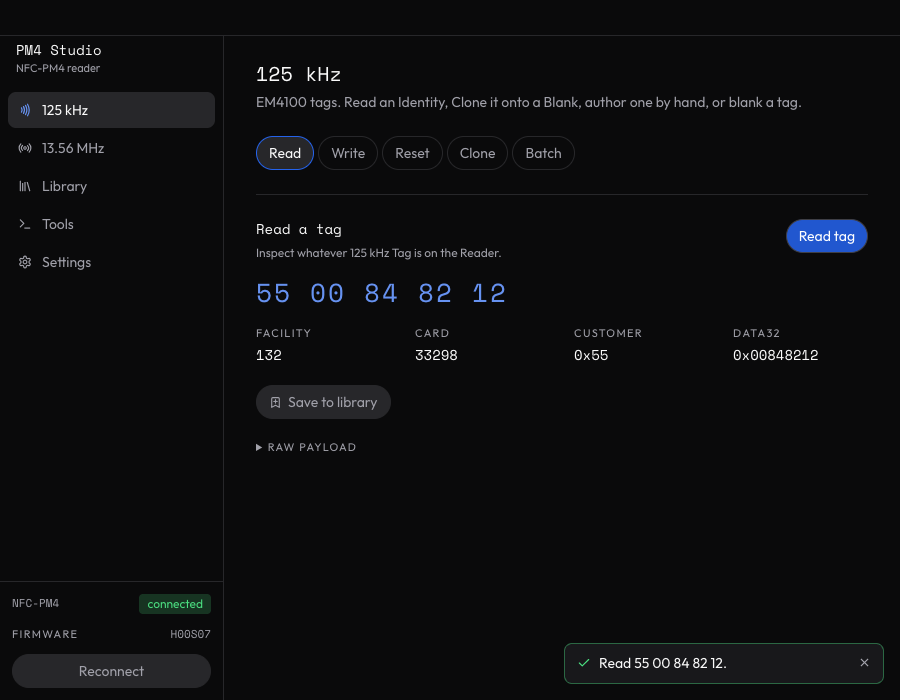 PM4 Studio
NFC-PM4 reader
125 kHz
13.56 MHz
Library
Tools
Settings
NFC-PM4
connected
FIRMWARE
H00S07
Reconnect
125 kHz
EM4100 tags. Read an Identity, Clone it onto a Blank, author one by hand, or blank a tag.
Read
Write
Reset
Clone
Batch
Read a tag
Inspect whatever 125 kHz Tag is on the Reader.
Read tag
55 00 84 82 12
FACILITY
132
CARD
33298
CUSTOMER
0x55
DATA32
0x00848212
Save to library
RAW PAYLOAD
Read 55 00 84 82 12.